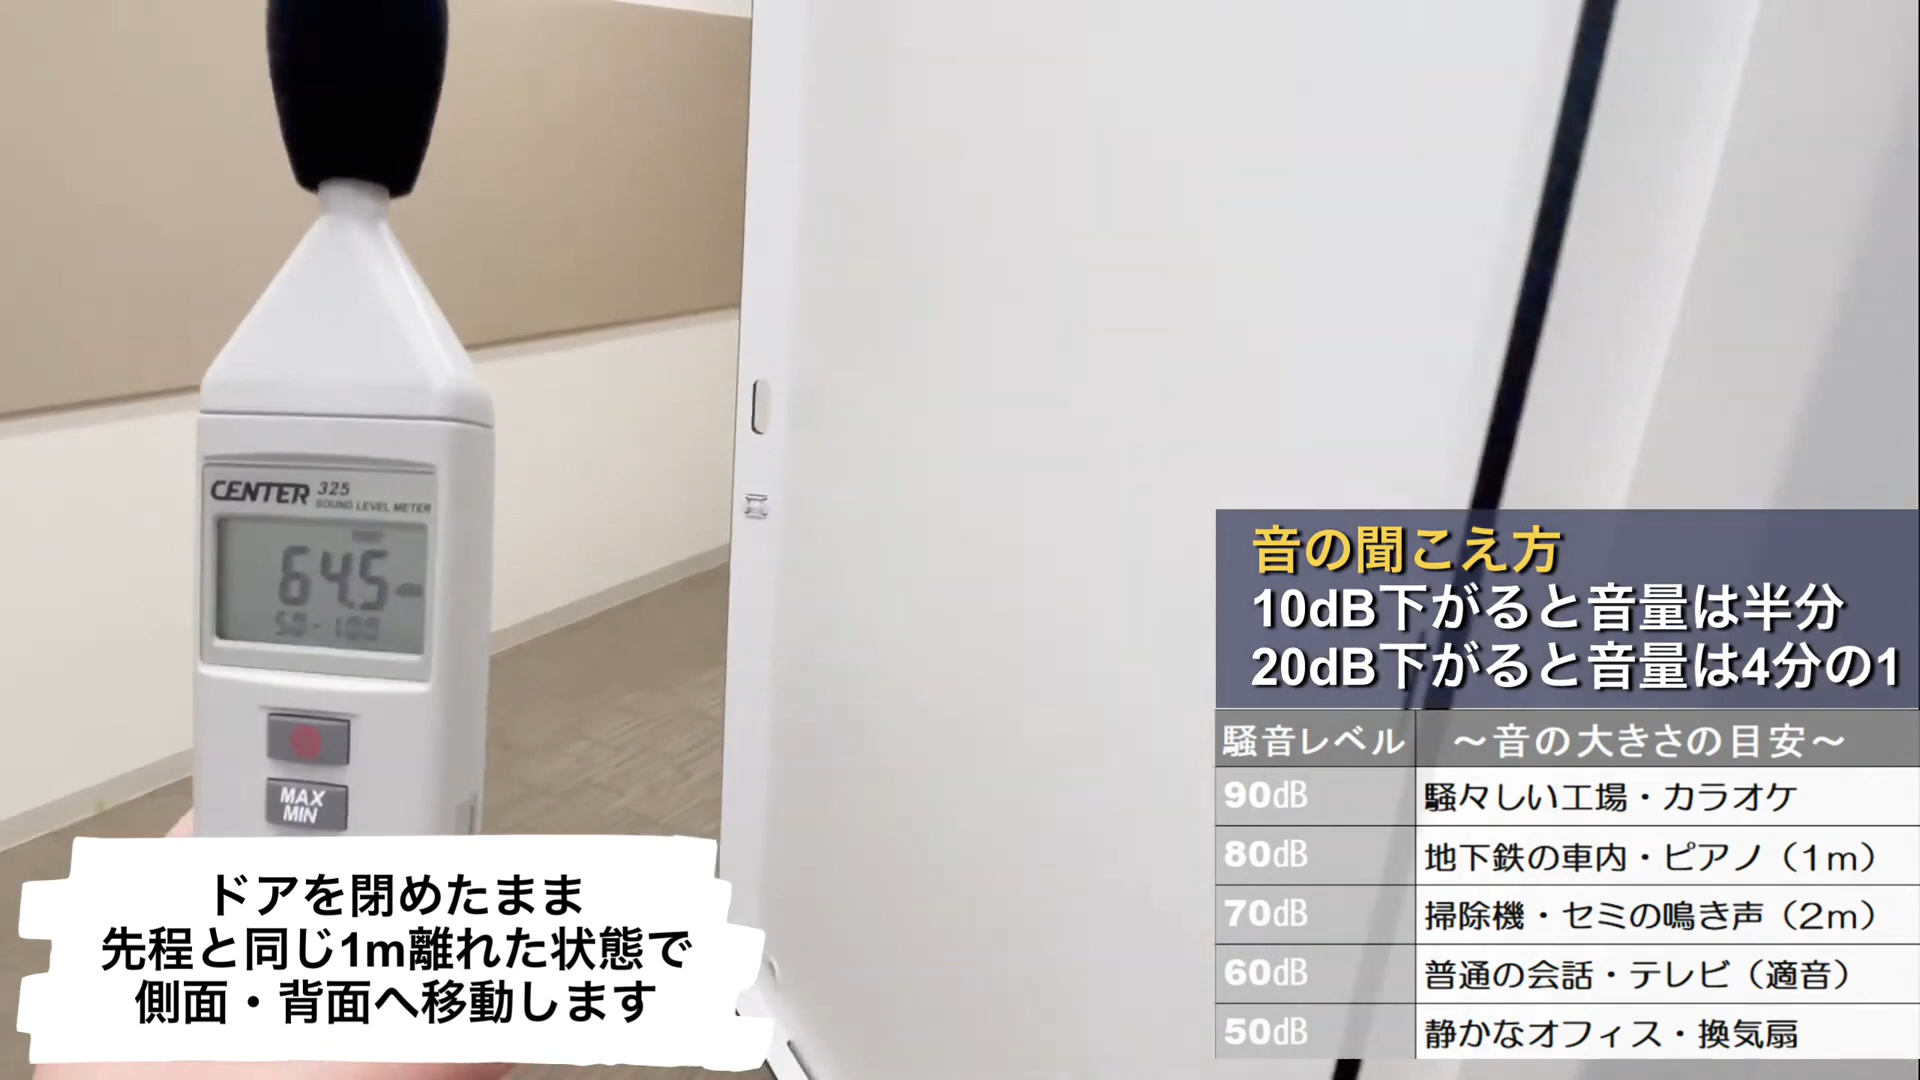 CENTER 325
SOUND LEVEL METER
64.5
50-100
MAX
MIN
ドアを閉めたまま
先程と同じ1m離れた状態で
側面・背面へ移動します
音の聞こえ方
10dB下がると音量は半分
20dB下がると音量は4分の1
騒音レベル ～音の大きさの目安～
90dB 騒々しい工場・カラオケ
80dB 地下鉄の車内・ピアノ（1m）
70dB 掃除機・セミの鳴き声（2m）
60dB 普通の会話・テレビ（適音）
50dB 静かなオフィス・換気扇